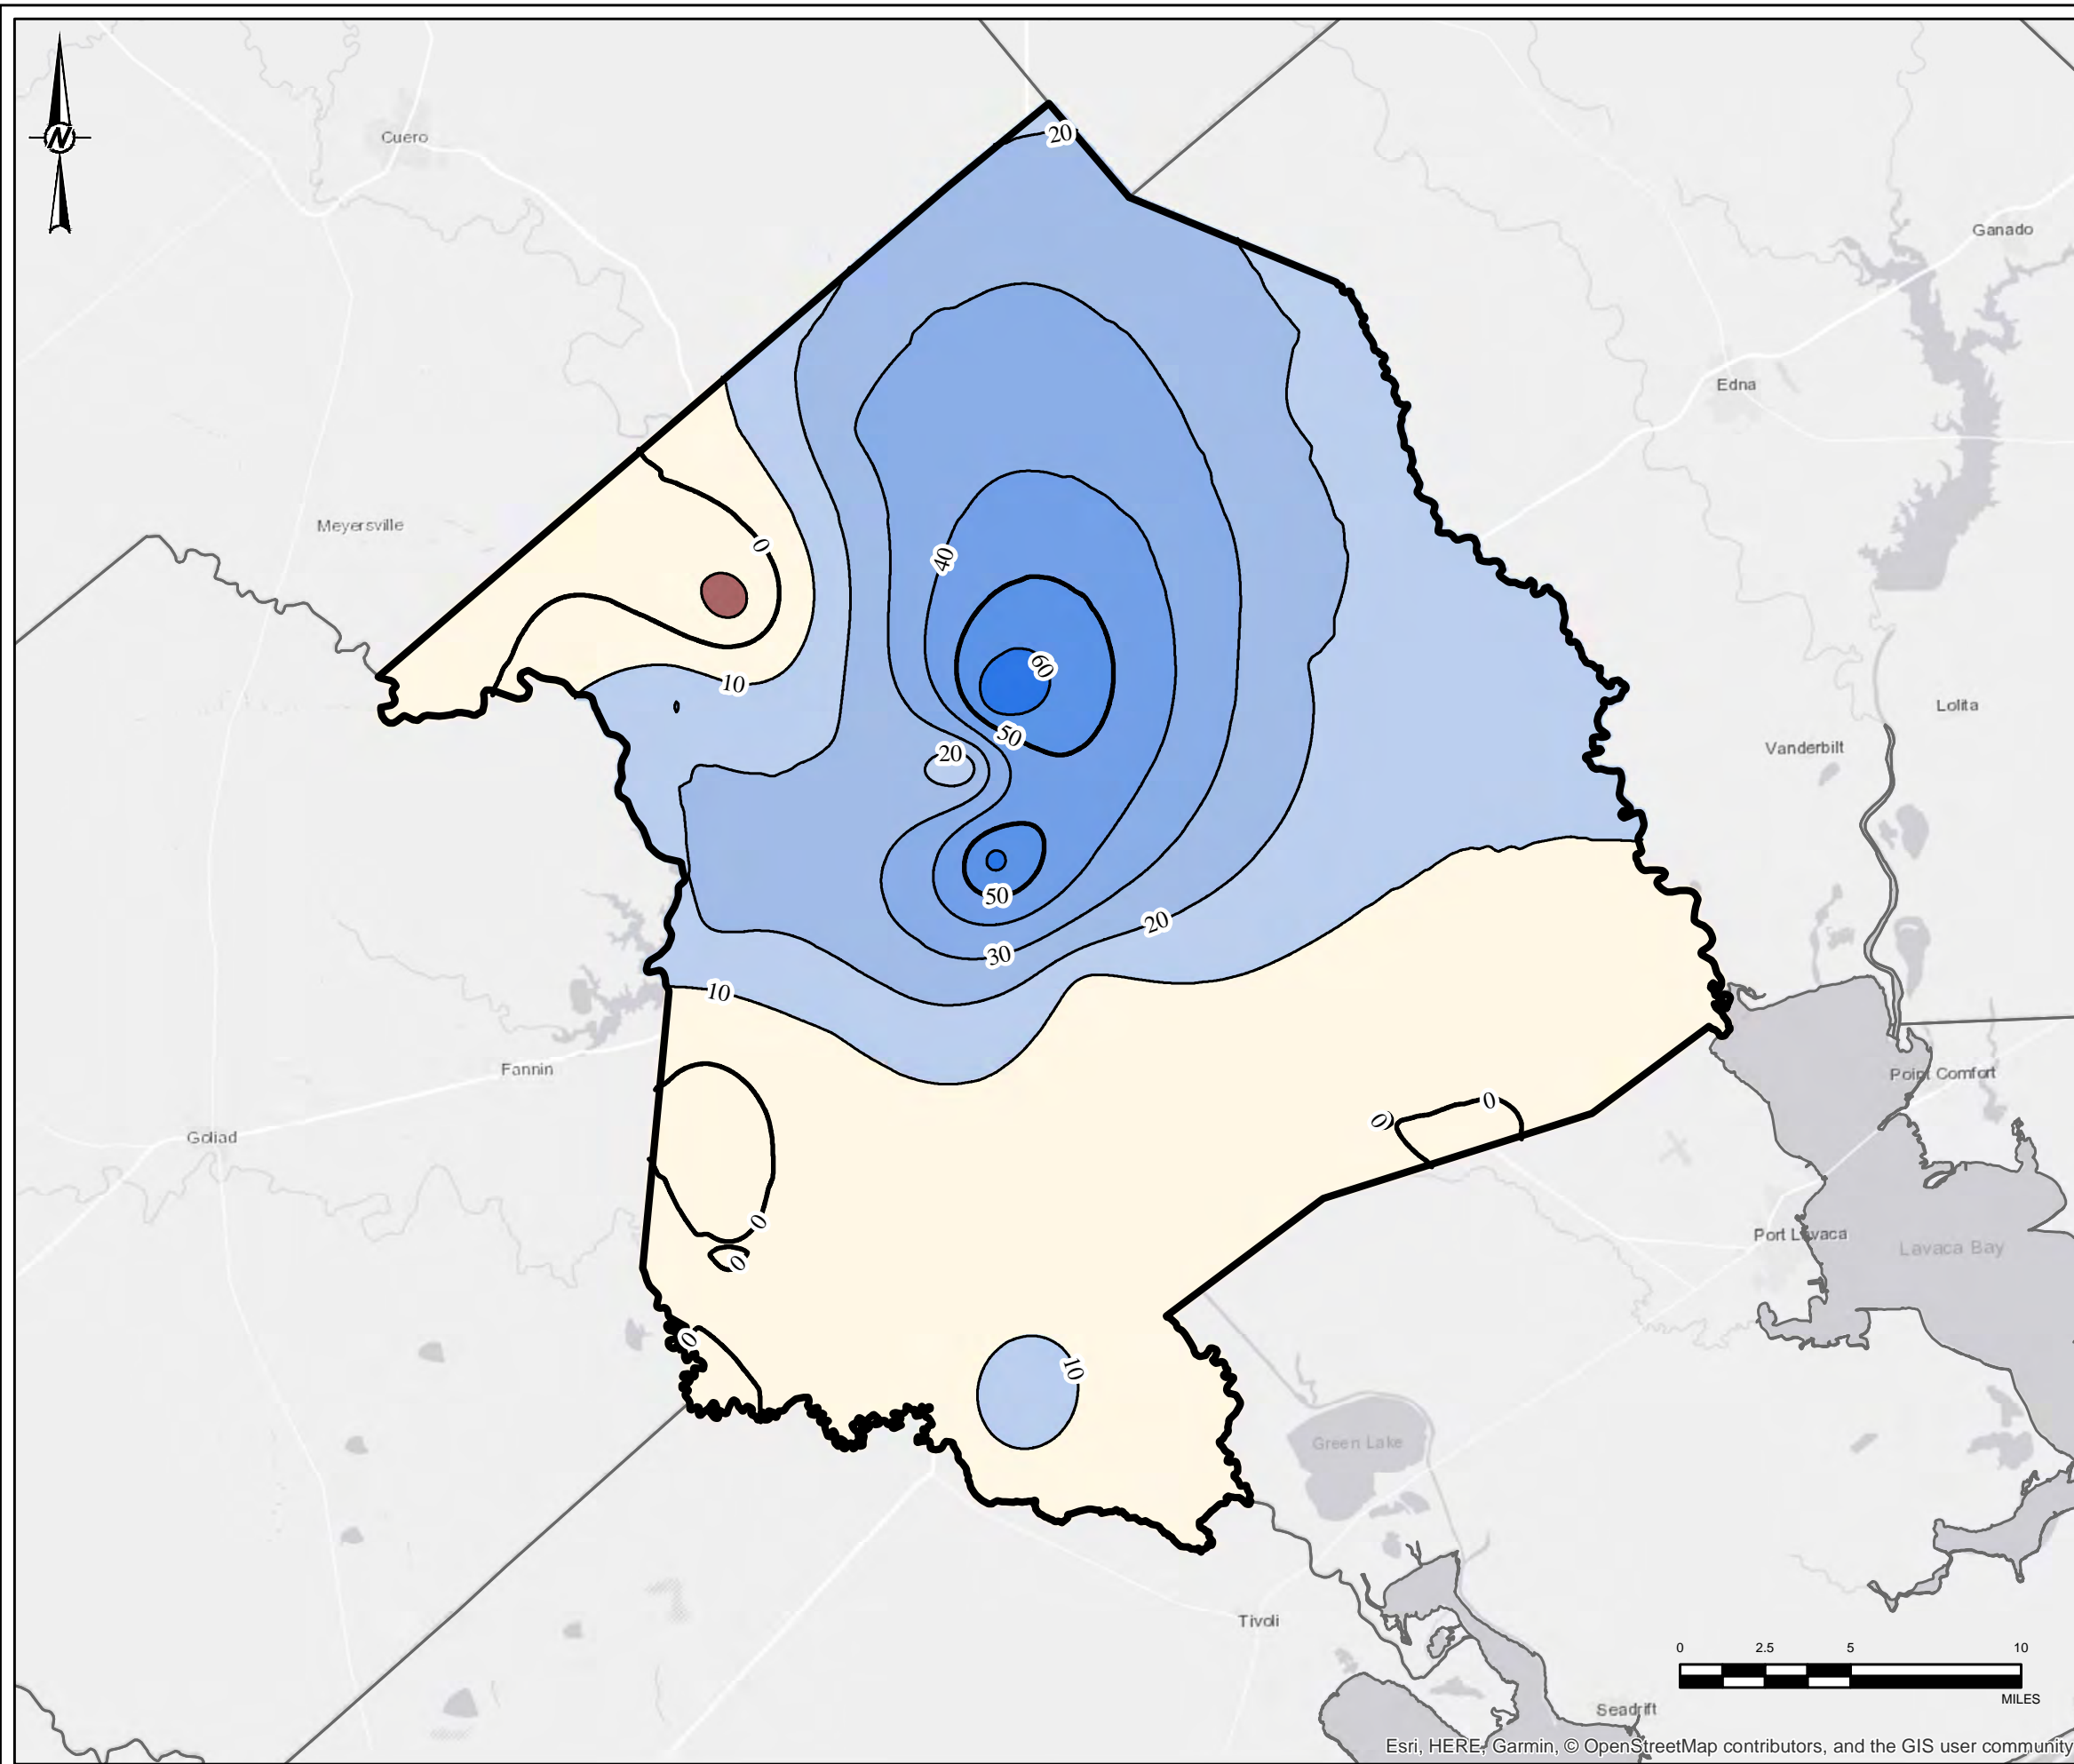 20
N
Cuero
Ganado
Edna
Meyersville
0
40
60
10
Lolita
50
20
Vanderbilt
50
20
30
10
Fannin
Point Comfort
0
0
Goliad
0
Port Lavaca
Lavaca Bay
0
0
10
Green Lake
Tivoli
0 2.5 5 10
MILES
Seadrift
Esri, HERE, Garmin, © OpenStreetMap contributors, and the GIS user community